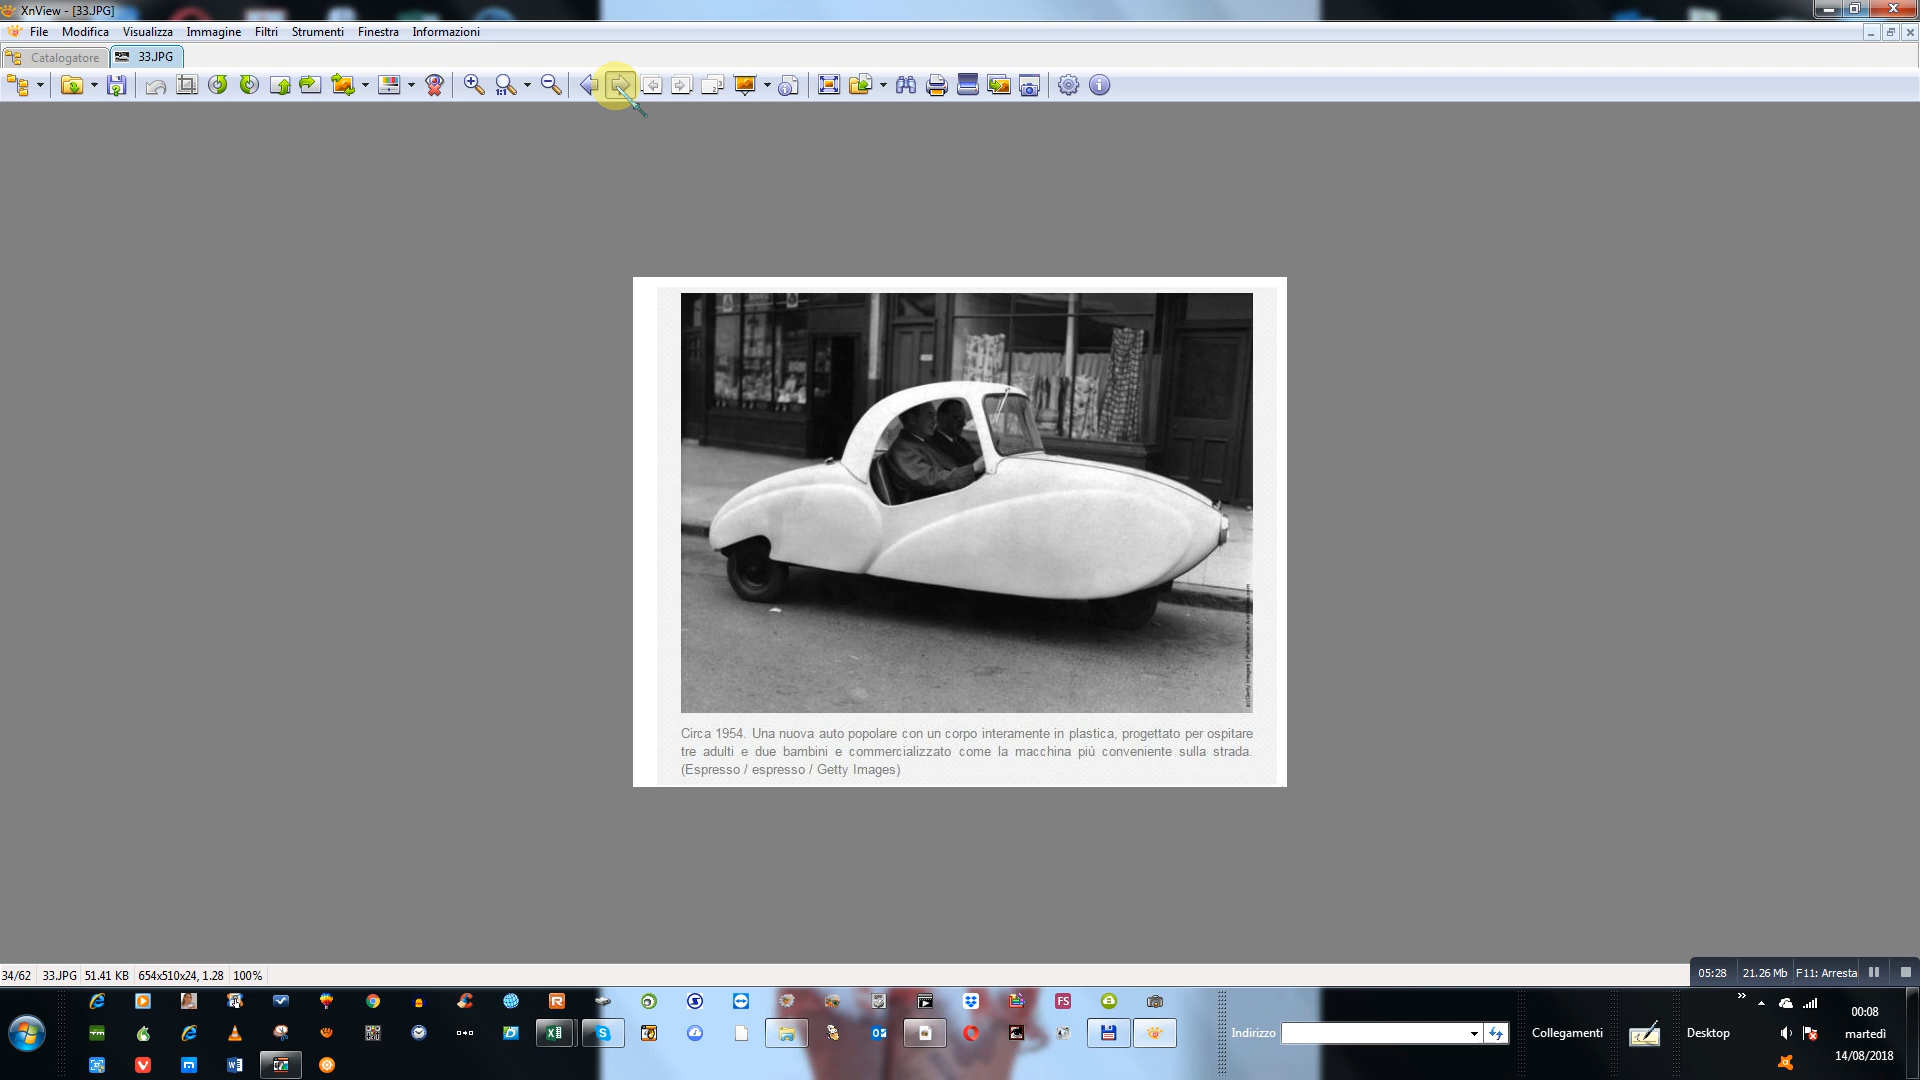 XnView - [33.JPG]
File Modifica Visualizza Immagine Filtri Strumenti Finestra Informazioni
Catalogatore 33.JPG
1:1
Circa 1954. Una nuova auto popolare con un corpo interamente in plastica, progettato per ospitare
tre adulti e due bambini e commercializzato come la macchina più conveniente sulla strada.
(Espresso / espresso / Getty Images)
34/62 33.JPG 51.41 KB 654x510x24, 1.28 100%
05:28 21.26 Mb F11: Arresta
FS
Indirizzo Collegamenti Desktop
00:08
martedì
14/08/2018